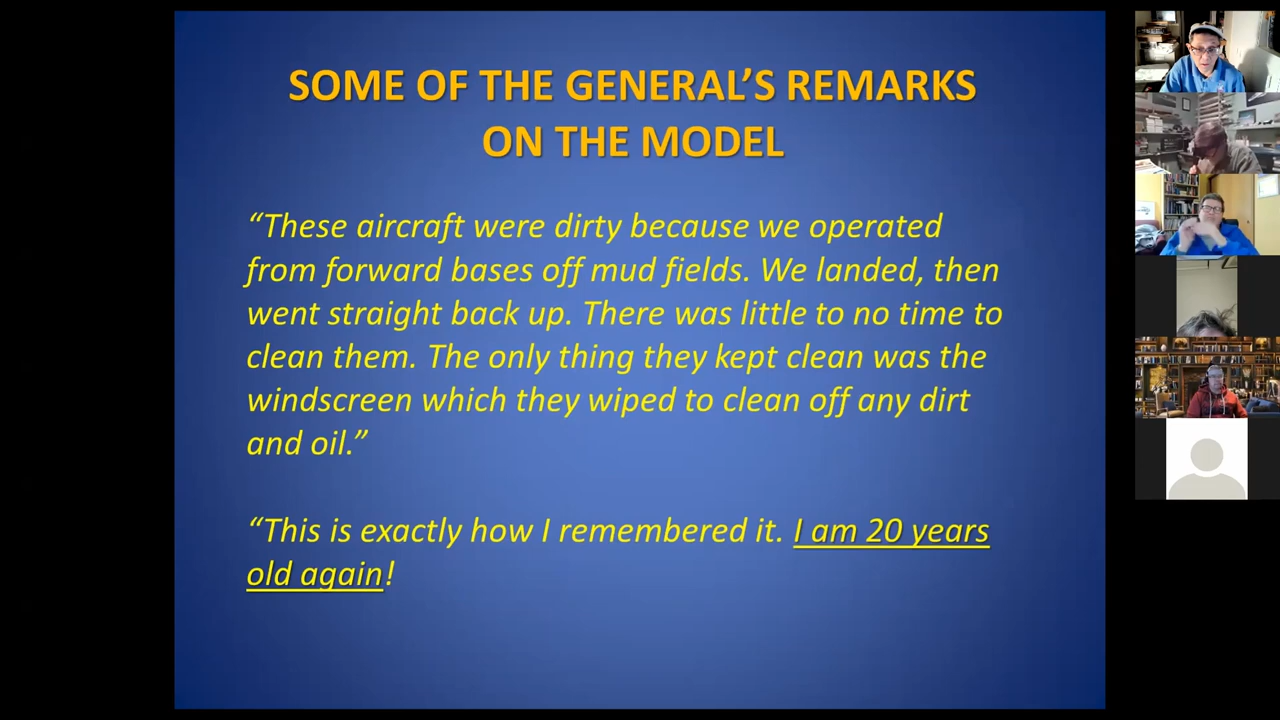 SOME OF THE GENERAL’S REMARKS
ON THE MODEL
“These aircraft were dirty because we operated
from forward bases off mud fields. We landed, then
went straight back up. There was little to no time to
clean them. The only thing they kept clean was the
windscreen which they wiped to clean off any dirt
and oil.”
“This is exactly how I remembered it. I am 20 years
old again!